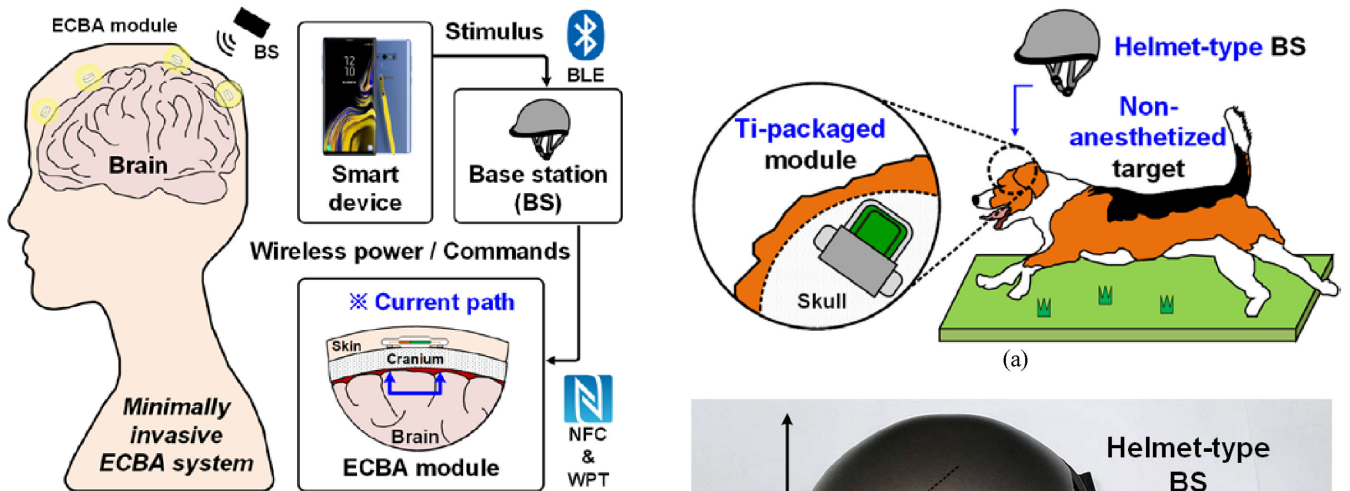 ECBA module
BS
Brain
Minimally
invasive
ECBA system
Stimulus
BLE
12
10
Smart
device
Base station
(BS)
Wireless power / Commands
※ Current path
Skin
Cranium
Brain
ECBA module
NFC
&
WPT
Helmet-type BS
Non-
anesthetized
target
Ti-packaged
module
Skull
(a)
Helmet-type
BS